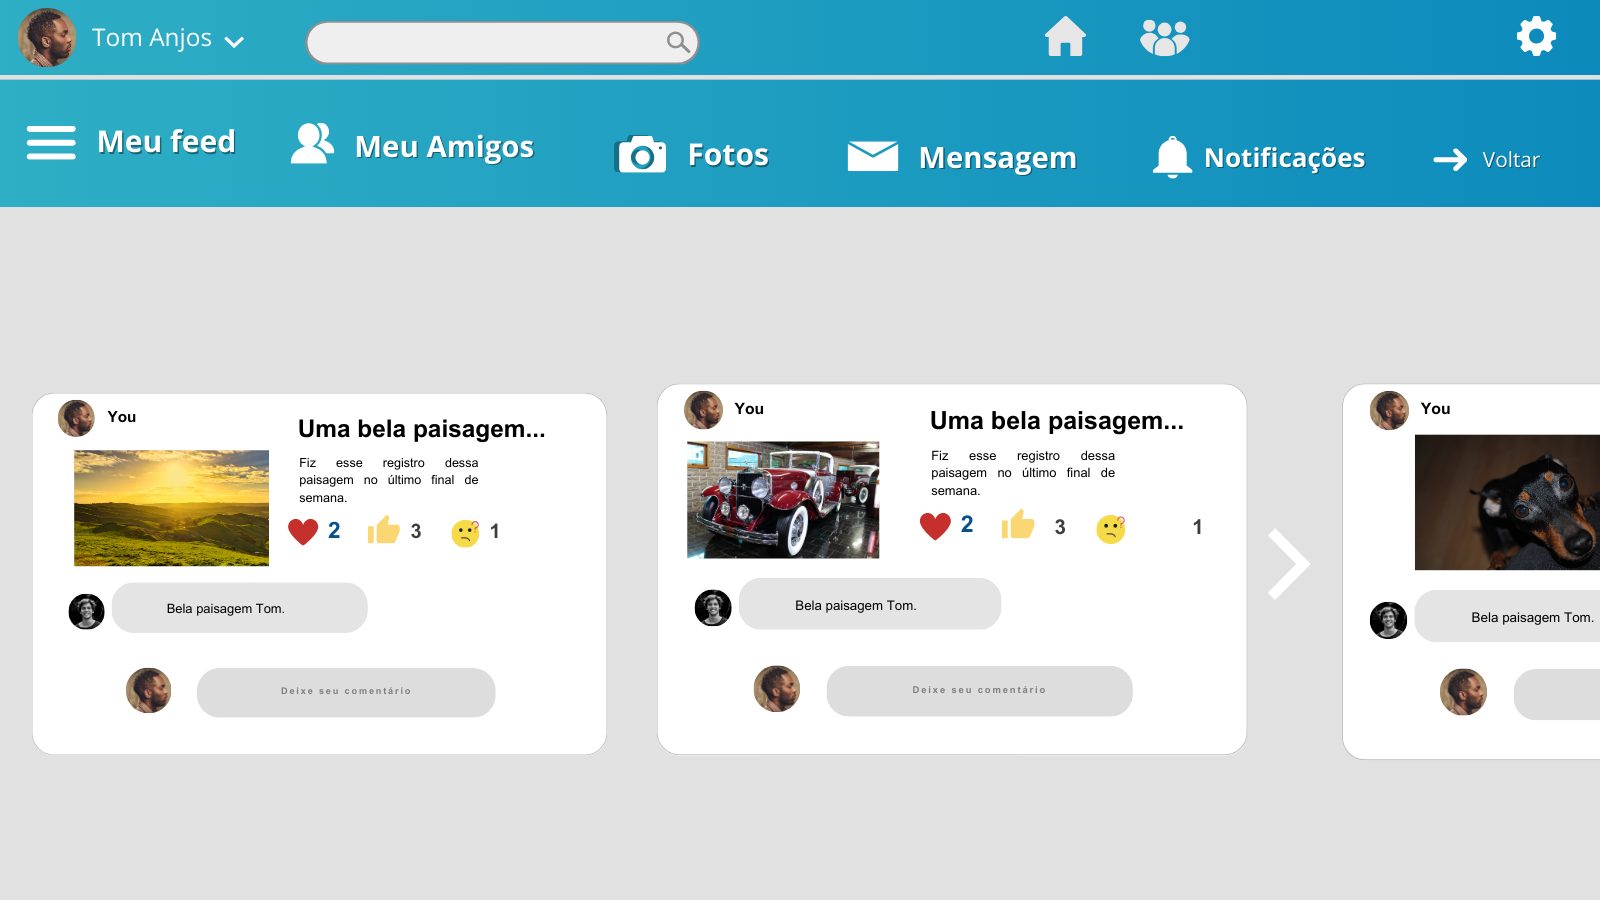 Tom Anjos
Meu feed
Meu Amigos
Fotos
Mensagem
Notificações
Voltar
You
Uma bela paisagem...
Fiz esse registro dessa
paisagem no último final de
semana.
2
3
1
Bela paisagem Tom.
Deixe seu comentário
You
Uma bela paisagem...
Fiz esse registro dessa
paisagem no último final de
semana.
2
3
1
Bela paisagem Tom.
Deixe seu comentário
You
Bela paisagem Tom.